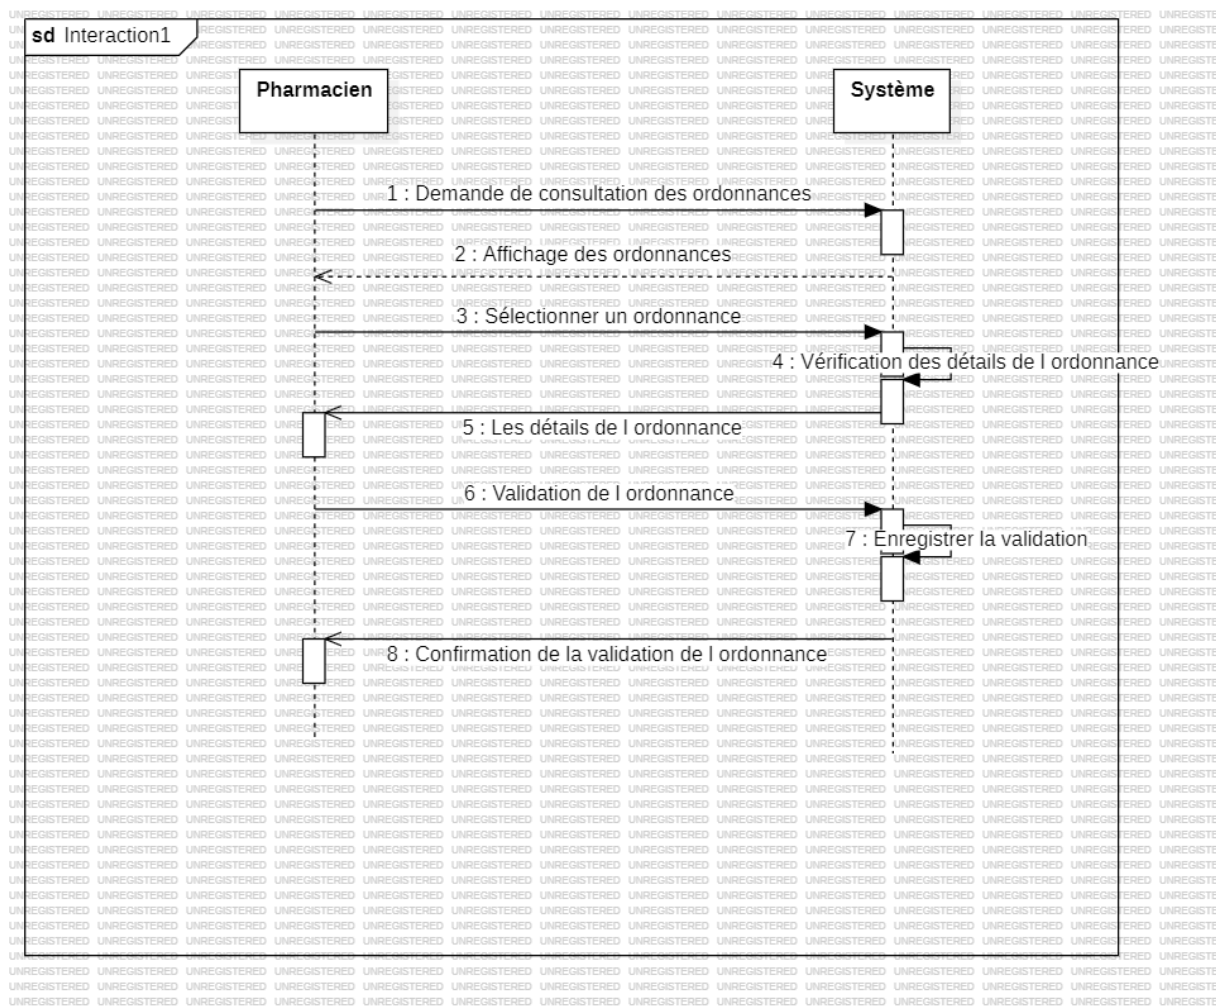 sd Interaction1
Pharmacien
Système
1 : Demande de consultation des ordonnances
2 : Affichage des ordonnances
3 : Sélectionner un ordonnance
4 : Vérification des détails de l ordonnance
5 : Les détails de l ordonnance
6 : Validation de l ordonnance
7 : Enregistrer la validation
8 : Confirmation de la validation de l ordonnance
UNREGISTERED